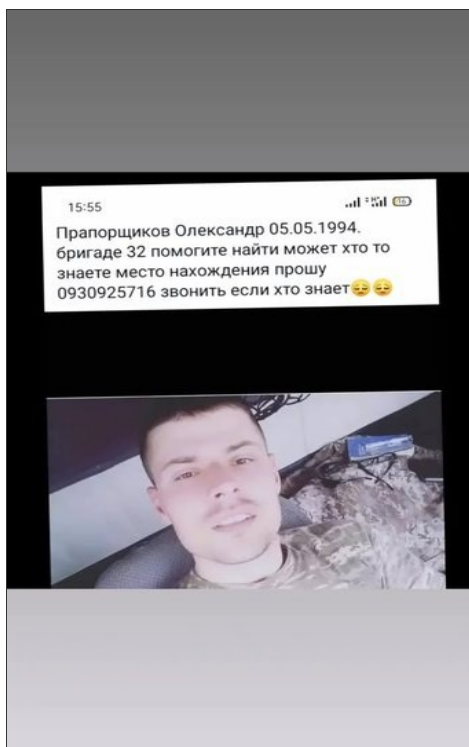 15:55
Прапорщиков Олександр 05.05.1994.
бригаде 32 помогите найти может хто то
знаете место нахождения прошу
0930925716 звонить если хто знает😔😔